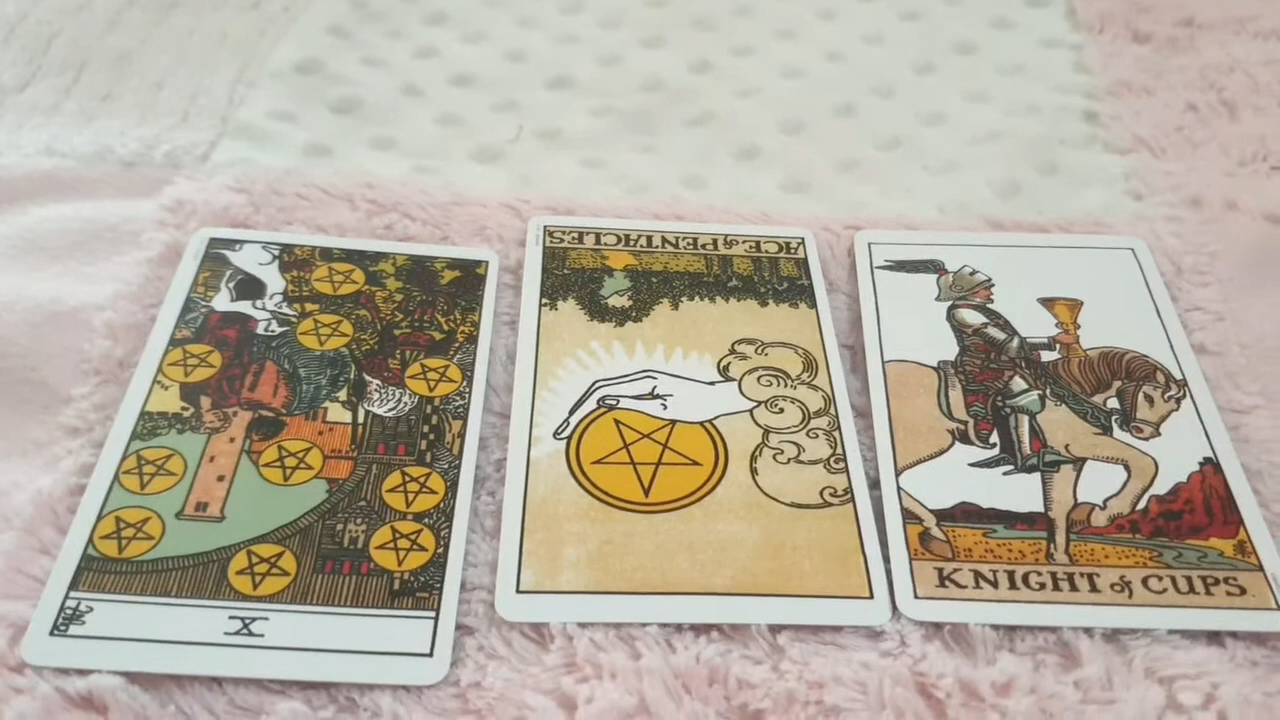 X
ACE of PENTACLES.
KNIGHT of CUPS.